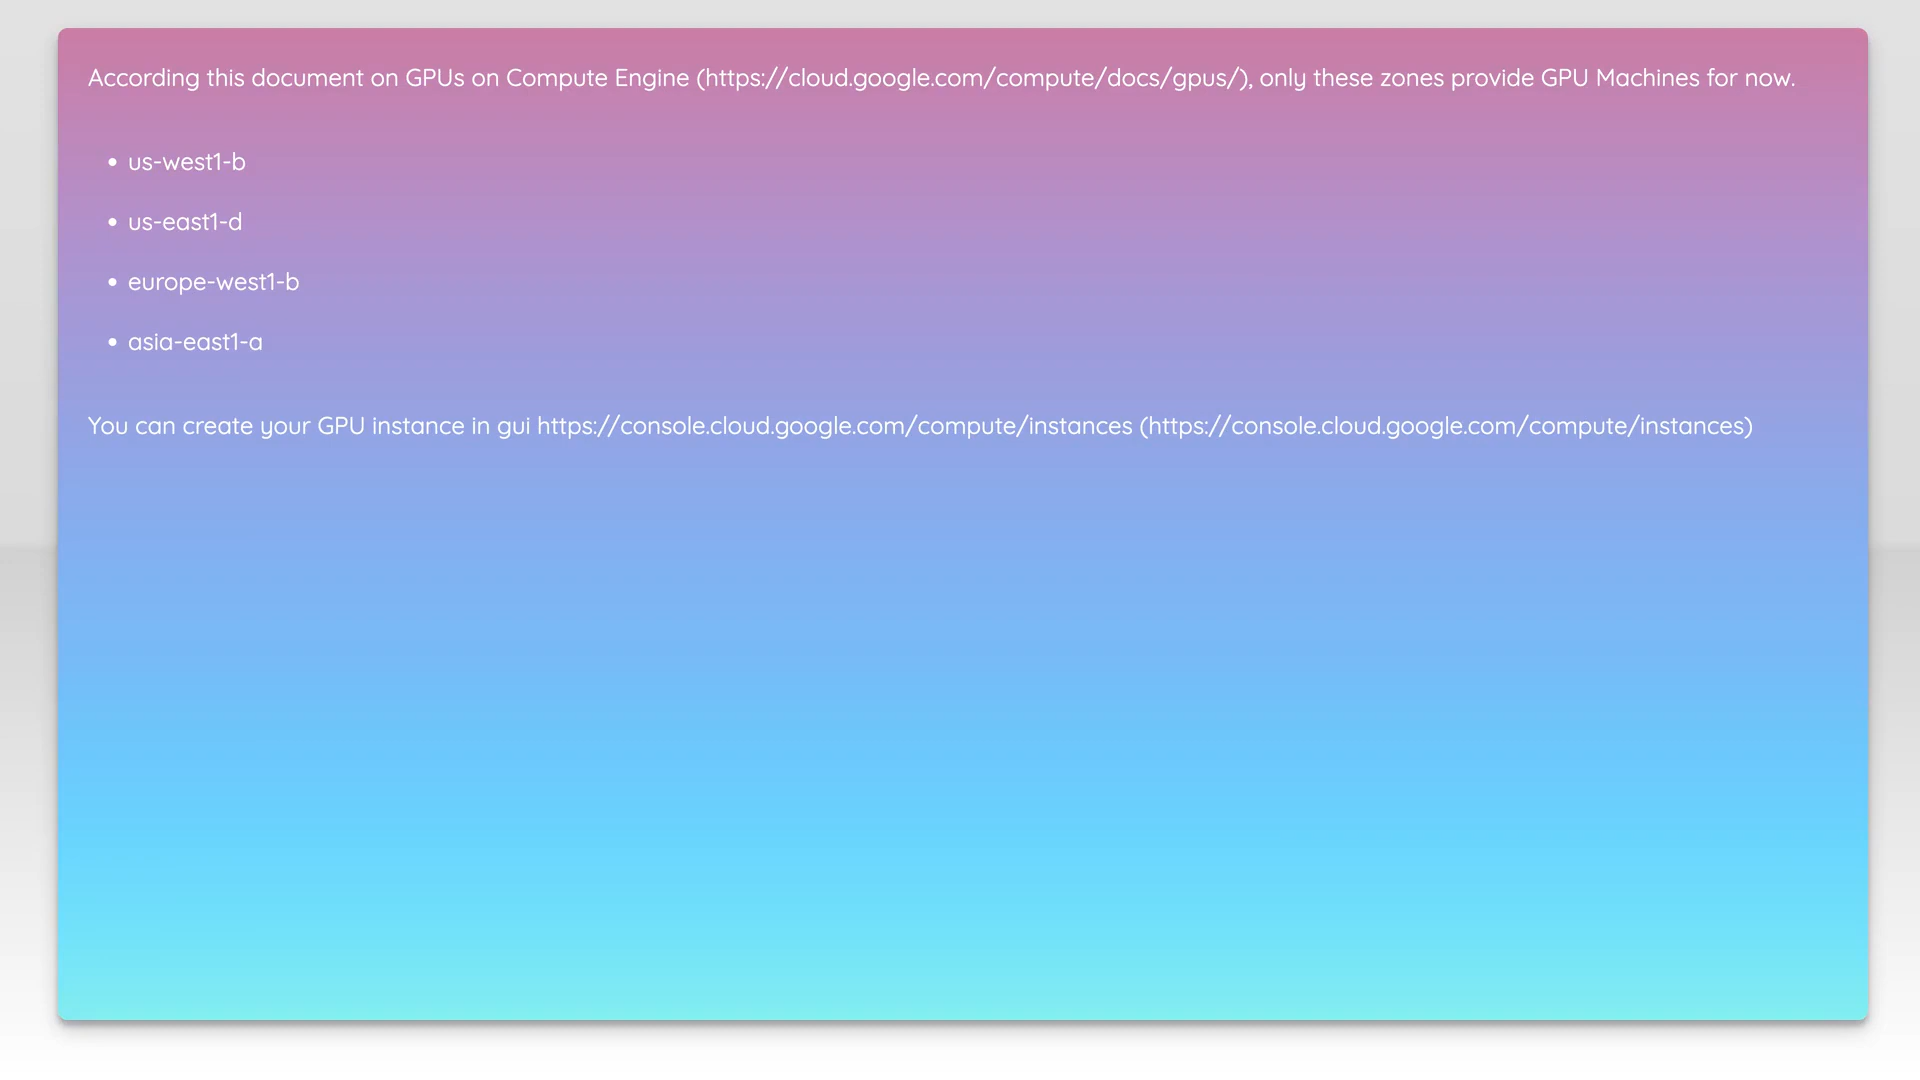 According this document on GPUs on Compute Engine (https://cloud.google.com/compute/docs/gpus/), only these zones provide GPU Machines for now.
• us-west1-b
• us-east1-d
• europe-west1-b
• asia-east1-a
You can create your GPU instance in gui https://console.cloud.google.com/compute/instances (https://console.cloud.google.com/compute/instances)